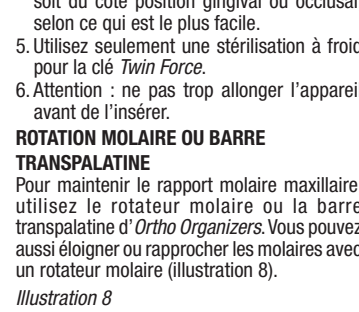 soit du côté position gingival ou occlusal
selon ce qui est le plus facile.
5. Utilisez seulement une stérilisation à froid
pour la clé Twin Force.
6. Attention : ne pas trop allonger l'appareil
avant de l'insérer.
ROTATION MOLAIRE OU BARRE
TRANSPALATINE
Pour maintenir le rapport molaire maxillaire,
utilisez le rotateur molaire ou la barre
transpalatine d'Ortho Organizers. Vous pouvez
aussi éloigner ou rapprocher les molaires avec
un rotateur molaire (illustration 8).
Illustration 8